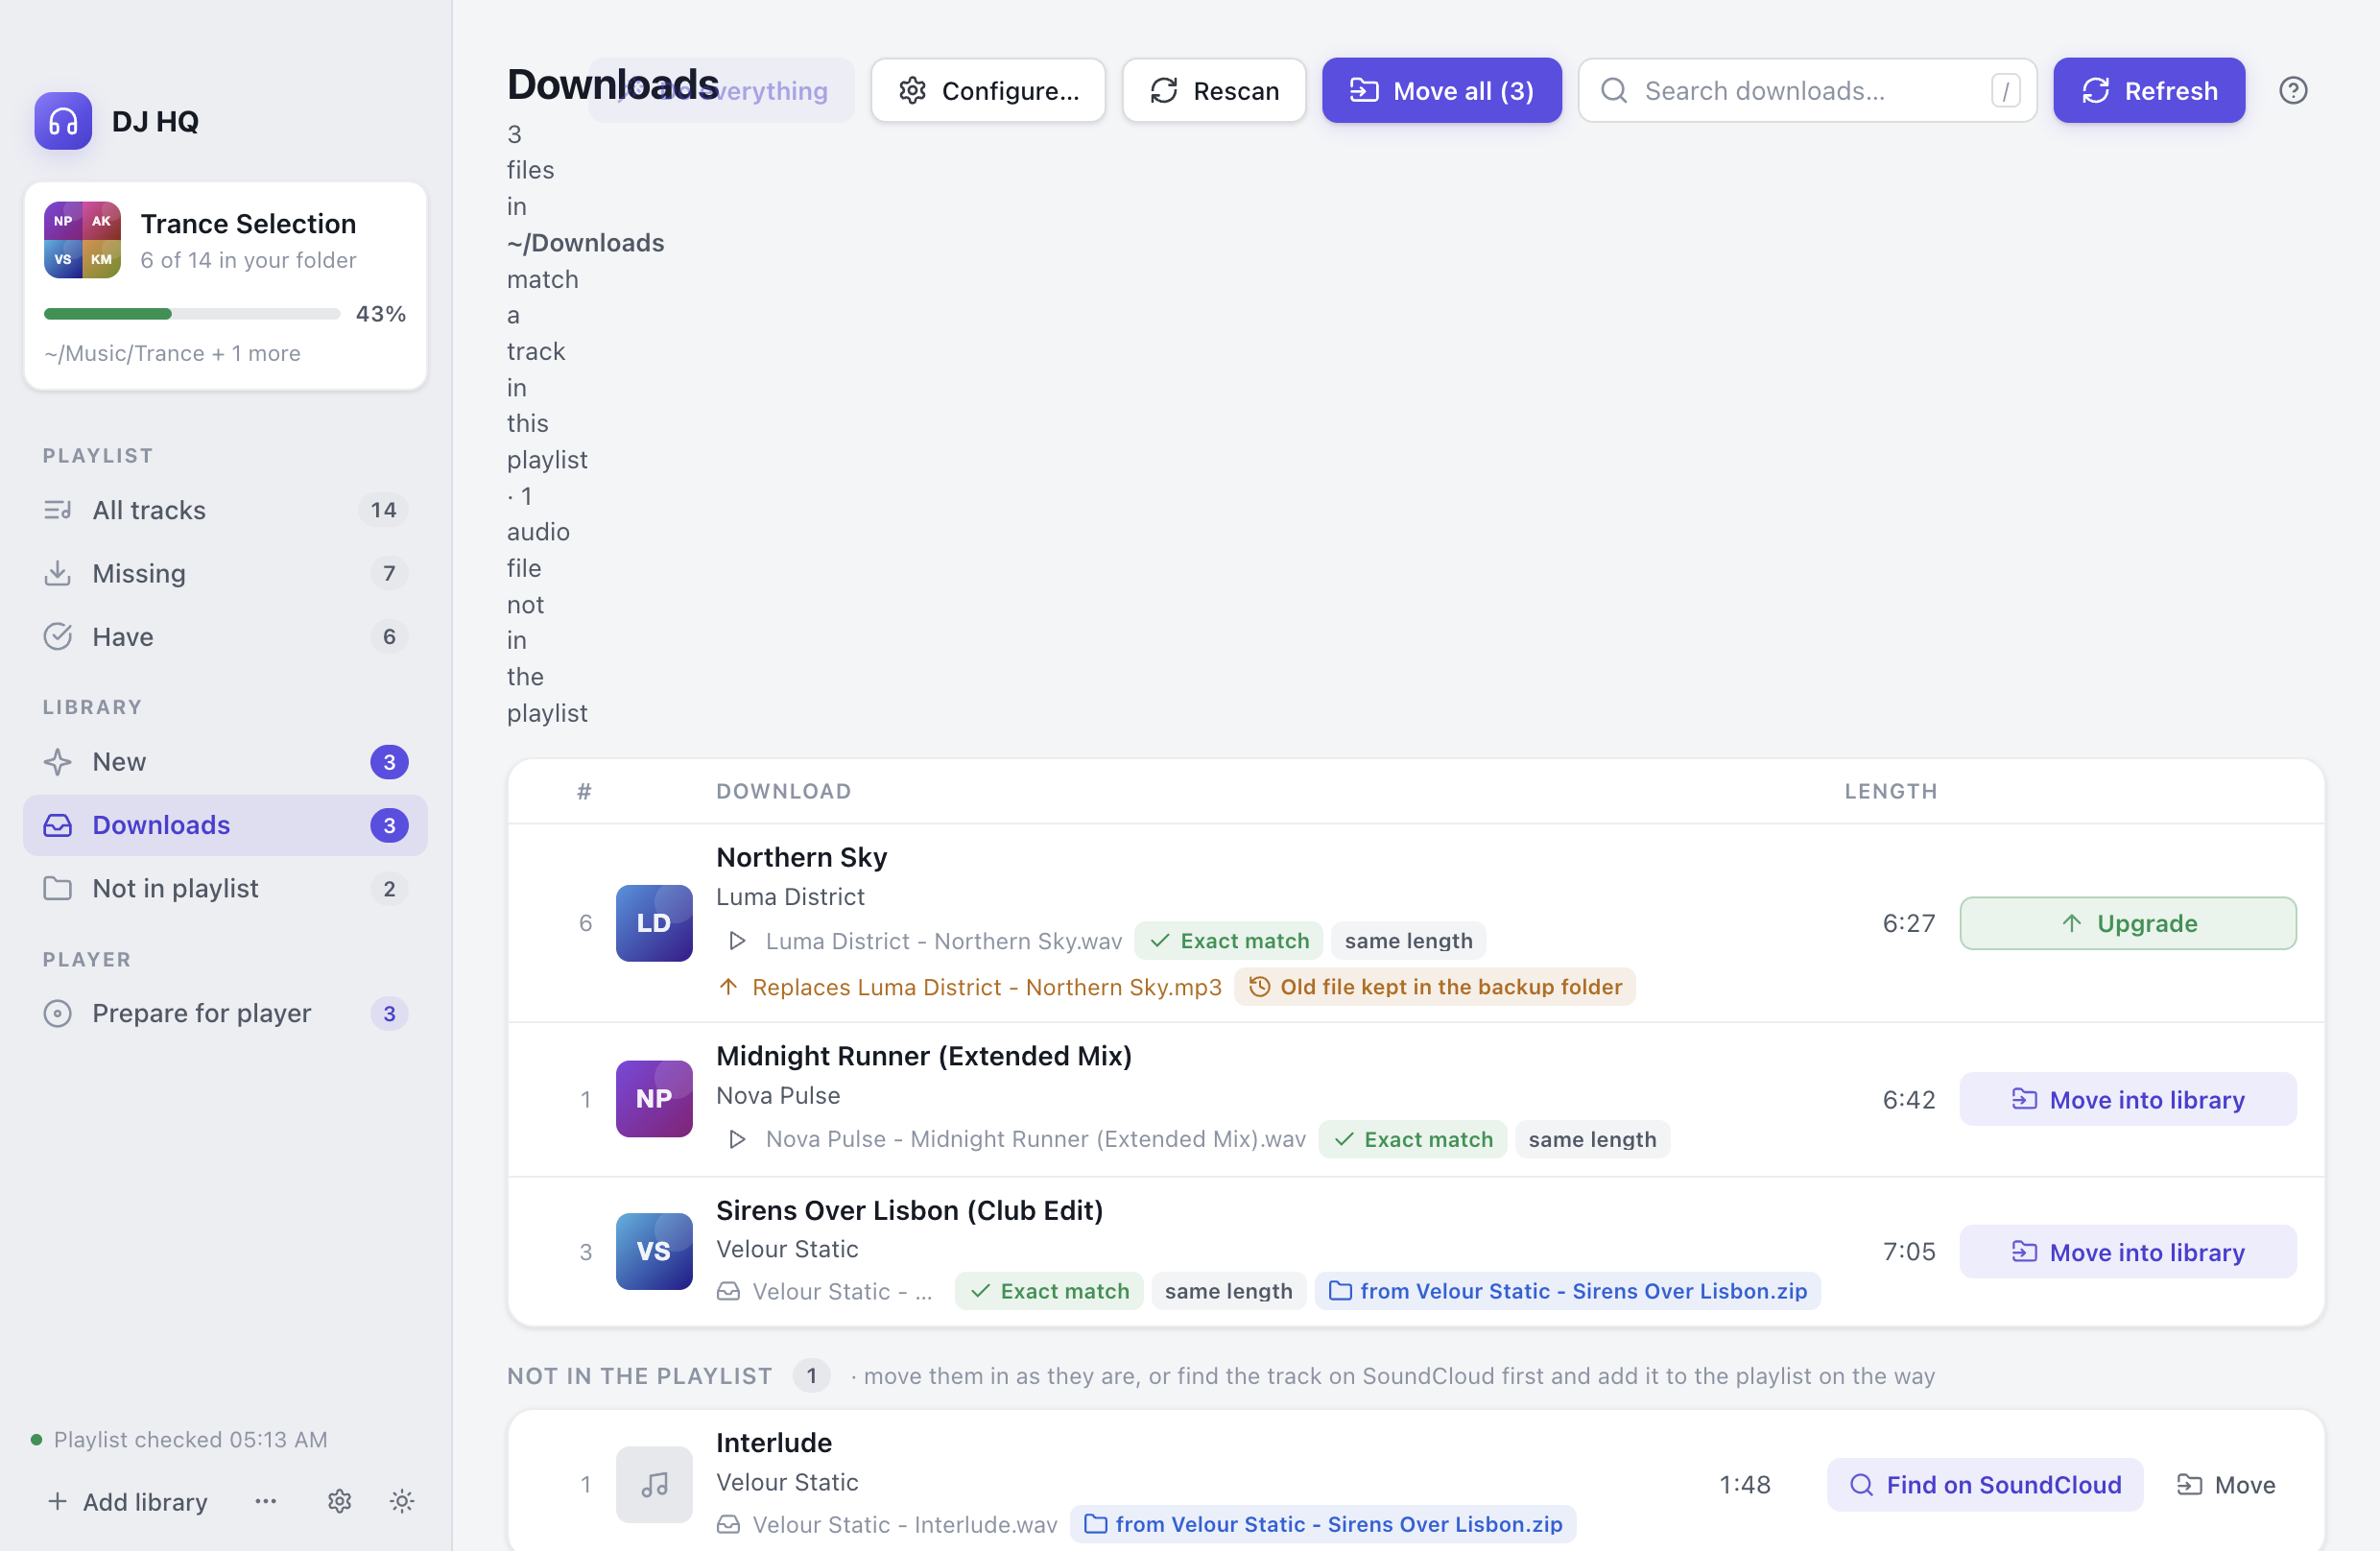 DJ HQ
NP AK
VS KM
Trance Selection
6 of 14 in your folder
43%
~/Music/Trance + 1 more
PLAYLIST
All tracks 14
Missing 7
Have 6
LIBRARY
New 3
Downloads 3
Not in playlist 2
PLAYER
Prepare for player 3
Playlist checked 05:13 AM
+ Add library ...
Downloads
everything Configure... Rescan Move all (3) Search downloads... / Refresh ?
3
files
in
~/Downloads
match
a
track
in
this
playlist
· 1
audio
file
not
in
the
playlist
# DOWNLOAD LENGTH
Northern Sky
Luma District
6 LD 6:27 Upgrade
Luma District - Northern Sky.wav Exact match same length
Replaces Luma District - Northern Sky.mp3 Old file kept in the backup folder
Midnight Runner (Extended Mix)
Nova Pulse
1 NP 6:42 Move into library
Nova Pulse - Midnight Runner (Extended Mix).wav Exact match same length
Sirens Over Lisbon (Club Edit)
Velour Static
3 VS 7:05 Move into library
Velour Static - ... Exact match same length from Velour Static - Sirens Over Lisbon.zip
NOT IN THE PLAYLIST 1 · move them in as they are, or find the track on SoundCloud first and add it to the playlist on the way
Interlude
Velour Static
1 1:48 Find on SoundCloud Move
Velour Static - Interlude.wav from Velour Static - Sirens Over Lisbon.zip